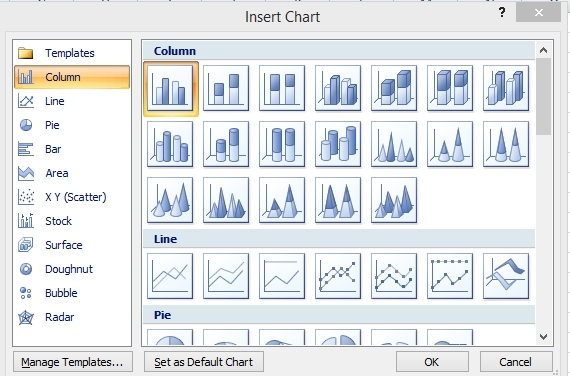 Insert Chart
?
Templates
Column
Line
Pie
Bar
Area
X Y (Scatter)
Stock
Surface
Doughnut
Bubble
Radar
Column
Line
Pie
Manage Templates...
Set as Default Chart
OK
Cancel